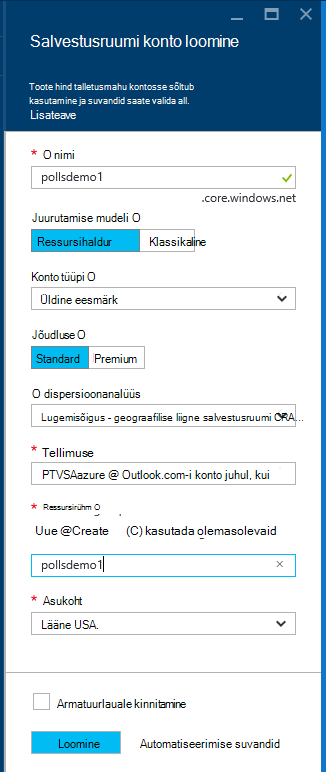 Salvestusruumi konto loomine
Toote hind talletusmahu kontosse sõltub
kasutamine ja suvandid saate valida all.
Lisateave
* O nimi
pollsdemo1
.core.windows.net
Juurutamise mudeli O
Ressursihaldur Klassikaline
Konto tüüpi O
Üldine eesmärk
Jõudluse O
Standard Premium
O dispersioonanalüüs
Lugemisõigus - geograafilise liigne salvestusruumi
* Tellimuse
PTVSAazure @ Outlook.com-i konto juhul, kui
* Ressursirühm O
Uue @Create (C) kasutada olemasolevaid
pollsdemo1
* Asukoht
Lääne USA.
Armatuurlauale kinnitamine
Loomine Automatiseerimise suvandid